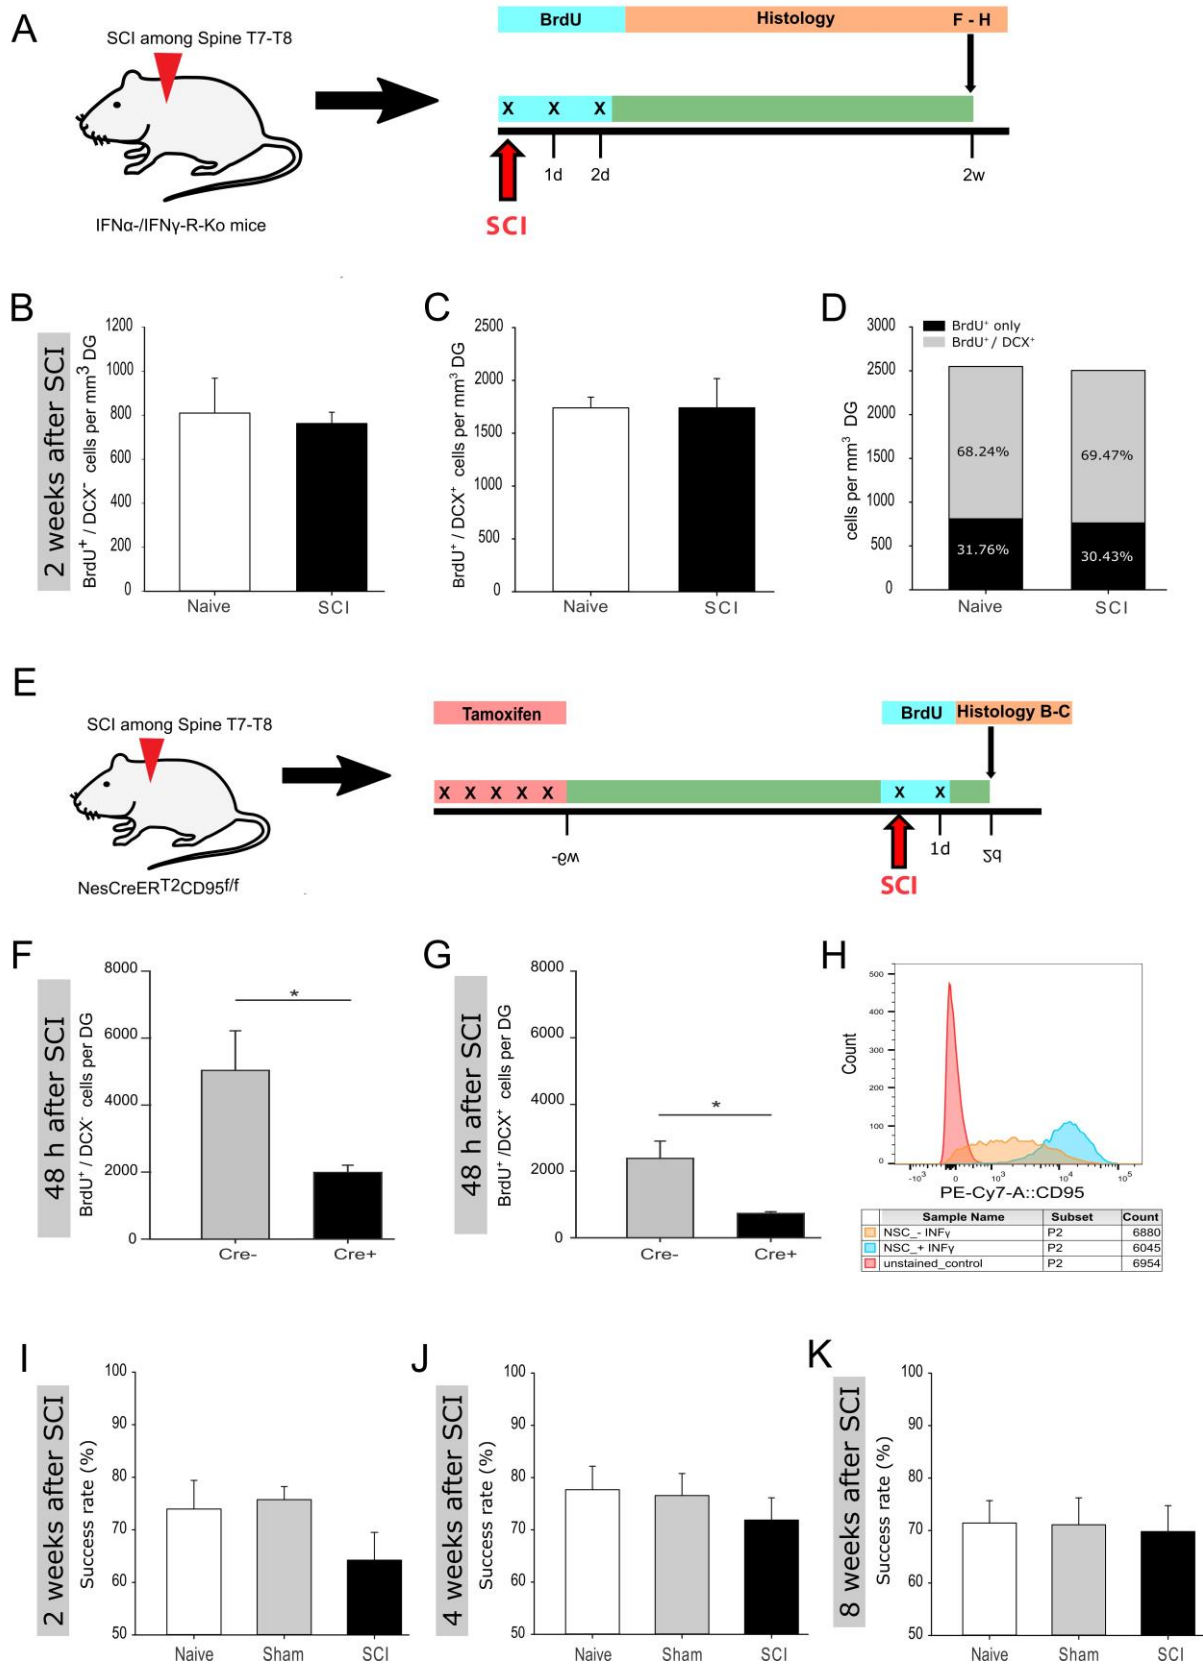 A
SCI among Spine T7-T8
IFNα-/IFNγ-R-Ko mice
BrdU
Histology
F - H
X X X
1d
2d
2w
SCI
B
2 weeks after SCI
BrdU⁺ / DCX⁻ cells per mm³ DG
1200
1000
800
600
400
200
0
Naive
SCI
C
BrdU⁺ / DCX⁺ cells per mm³ DG
2500
2000
1500
1000
500
0
Naive
SCI
D
cells per mm³ DG
3000
2500
2000
1500
1000
500
0
BrdU⁺ only
BrdU⁺ / DCX⁺
68.24%
69.47%
31.76%
30.43%
Naive
SCI
E
SCI among Spine T7-T8
NesCreERT2CD95f/f
Tamoxifen
BrdU
Histology B-C
X X X X X
X X
-6w
1d
2d
SCI
F
48 h after SCI
BrdU⁺ / DCX⁻ cells per DG
8000
6000
4000
2000
0
*
Cre-
Cre+
G
48 h after SCI
BrdU⁺ /DCX⁺ cells per DG
8000
6000
4000
2000
0
*
Cre-
Cre+
H
Count
500
400
300
200
100
0
-10³ 0 10³ 10⁴ 10⁵
PE-Cy7-A::CD95
Sample Name Subset Count
NSC_- INFγ P2 6880
NSC_+ INFγ P2 6045
unstained_control P2 6954
I
2 weeks after SCI
Success rate (%)
100
90
80
70
60
50
Naive
Sham
SCI
J
4 weeks after SCI
Success rate (%)
100
90
80
70
60
50
Naive
Sham
SCI
K
8 weeks after SCI
Success rate (%)
100
90
80
70
60
50
Naive
Sham
SCI